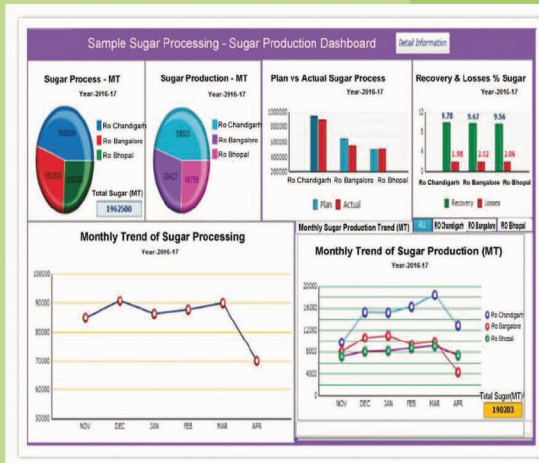 Sample Sugar Processing - Sugar Production Dashboard
Detail Information
Sugar Process - MT
Year-2016-17
Ro Chandigarh
Ro Bangalore
Ro Bhopal
Total Sugar (MT)
1962500
Sugar Production - MT
Year-2016-17
Ro Chandigarh
Ro Bangalore
Ro Bhopal
Plan vs Actual Sugar Process
Year-2016-17
1000000
800000
600000
400000
200000
Ro Chandigarh Ro Bangalore Ro Bhopal
Plan Actual
Recovery & Losses % Sugar
Year-2016-17
9.78 9.67 9.56
1.98 2.02 2.06
Ro Chandigarh Ro Bangalore Ro Bhopal
Recovery Losses
Monthly Trend of Sugar Processing
Year-2016-17
100000
90000
80000
70000
60000
50000
NOV DEC JAN FEB MAR APR
Monthly Sugar Production Trend (MT) ALL RO Chandigarh RO Bangalore RO Bhopal
Monthly Trend of Sugar Production (MT)
Year-2016-17
20000
16000
12000
8000
4000
0
NOV DEC JAN FEB MAR APR
Ro Chandigarh
Ro Bangalore
Ro Bhopal
Total Sugar(MT)
190203